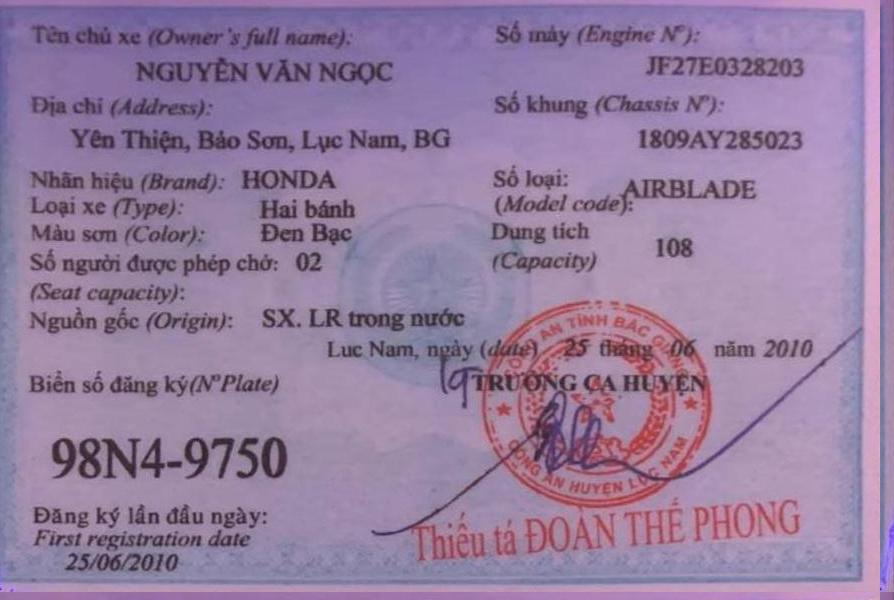 Tên chủ xe (Owner's full name):
NGUYỄN VĂN NGỌC
Địa chỉ (Address):
Yên Thiện, Bảo Sơn, Lục Nam, BG
Số máy (Engine Nº):
JF27E0328203
Số khung (Chassis Nº):
1809AY285023
Nhãn hiệu (Brand): HONDA
Loại xe (Type): Hai bánh
Màu sơn (Color): Đen Bạc
Số người được phép chở: 02
(Seat capacity):
Nguồn gốc (Origin): SX. LR trong nước
Số loại:
(Model code): AIRBLADE
Dung tích
(Capacity) 108
Luc Nam, ngày (date) 25 tháng 06 năm 2010
TRƯỞNG CA HUYỆN
CÔNG AN TỈNH BẮC GIANG
CÔNG AN HUYỆN LỤC NAM
Thiếu tá ĐOÀN THẾ PHONG
Biển số đăng ký(NºPlate)
98N4-9750
Đăng ký lần đầu ngày:
First registration date
25/06/2010